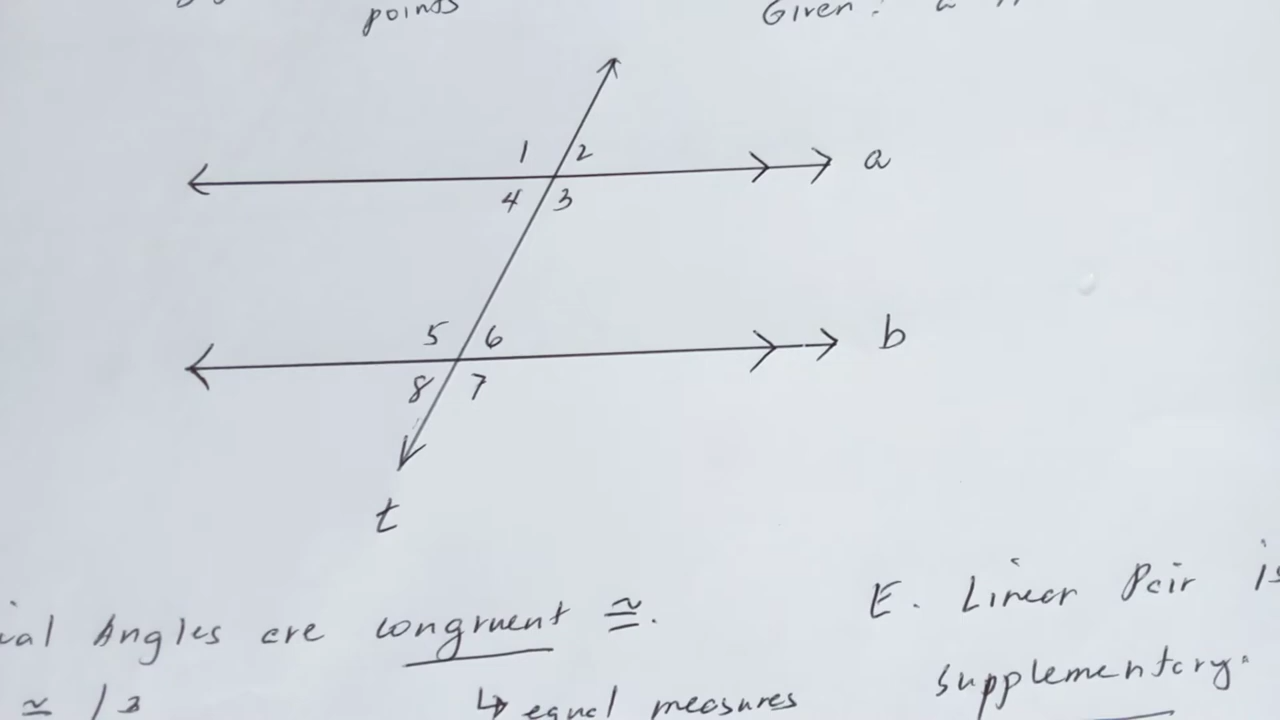 points
Given:
1 2
a
4 3
5 6
b
8 7
t
Angles are congruent ≅.
≅ ∠3
↳ equal measures
E. Linear Pair is
supplementary.